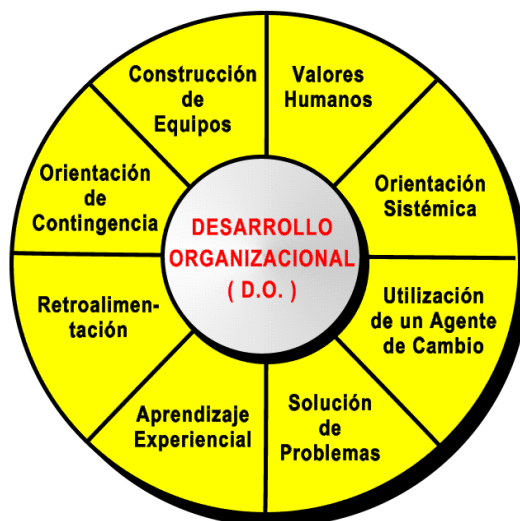 Construcción
de
Equipos
Valores
Humanos
Orientación
Sistémica
Utilización
de un Agente
de Cambio
Solución
de
Problemas
Aprendizaje
Experiencial
Retroalimen-
tación
Orientación
de
Contingencia
DESARROLLO
ORGANIZACIONAL
( D.O. )